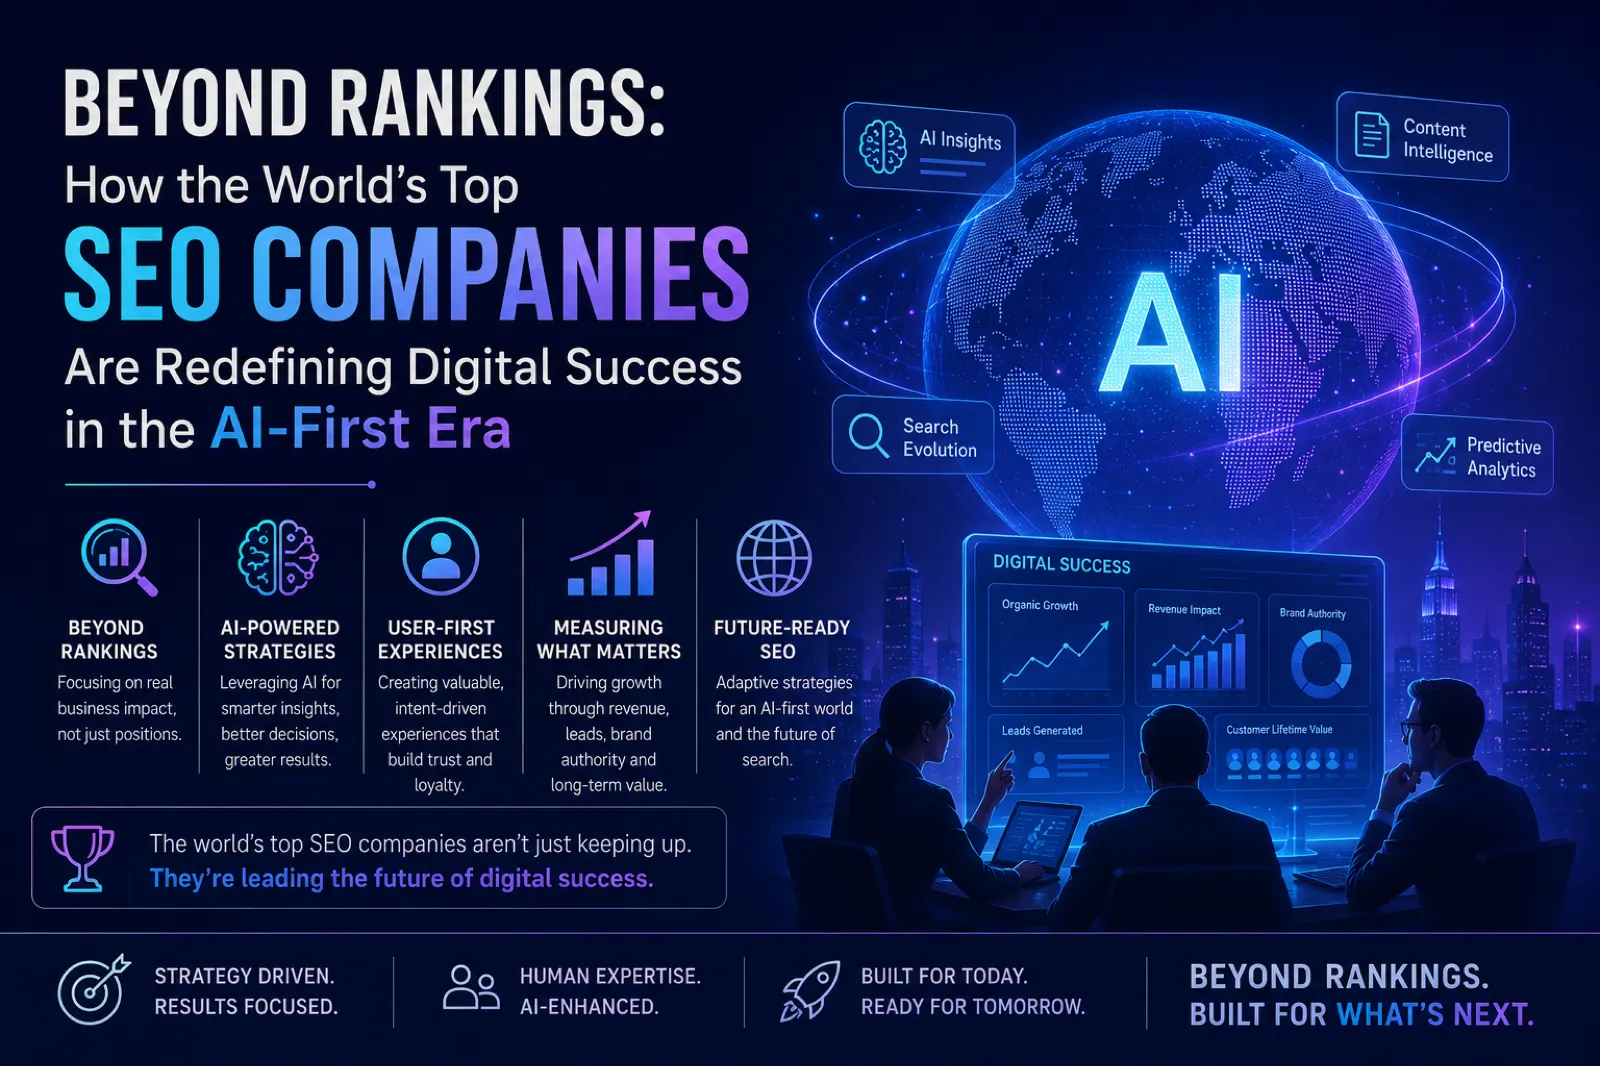 BEYOND RANKINGS:
How the World's Top
SEO COMPANIES
Are Redefining Digital Success
in the AI-First Era
AI Insights
Content
Intelligence
AI
Search
Evolution
Predictive
Analytics
BEYOND
RANKINGS
Focusing on real
business impact,
not just positions.
AI-POWERED
STRATEGIES
Leveraging AI for
smarter insights,
better decisions,
greater results.
USER-FIRST
EXPERIENCES
Creating valuable,
intent-driven
experiences that
build trust and
loyalty.
MEASURING
WHAT MATTERS
Driving growth
through revenue,
leads, brand
authority and
long-term value.
FUTURE-READY
SEO
Adaptive strategies
for an AI-first world
and the future of
search.
DIGITAL SUCCESS
Organic Growth
Revenue Impact
Brand Authority
Leads Generated
Customer Lifetime Value
The world's top SEO companies aren't just keeping up.
They're leading the future of digital success.
STRATEGY DRIVEN.
RESULTS FOCUSED.
HUMAN EXPERTISE.
AI-ENHANCED.
BUILT FOR TODAY.
READY FOR TOMORROW.
BEYOND RANKINGS.
BUILT FOR WHAT'S NEXT.